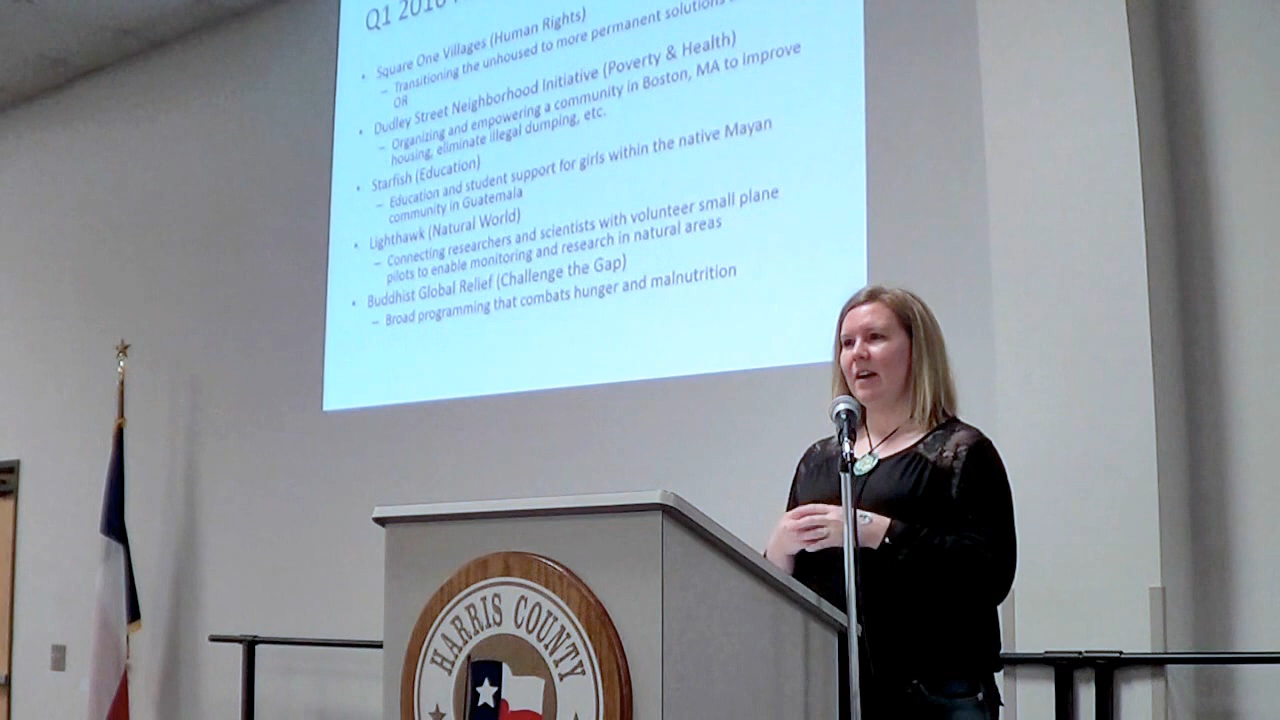 Q1 2016
• Square One Villages (Human Rights)
– Transitioning the unhoused to more permanent solutions
OR
• Dudley Street Neighborhood Initiative (Poverty & Health)
– Organizing and empowering a community in Boston, MA to improve
housing, eliminate illegal dumping, etc.
• Starfish (Education)
– Education and student support for girls within the native Mayan
community in Guatemala
• Lighthawk (Natural World)
– Connecting researchers and scientists with volunteer small plane
pilots to enable monitoring and research in natural areas
• Buddhist Global Relief (Challenge the Gap)
– Broad programming that combats hunger and malnutrition
HARRIS COUNTY